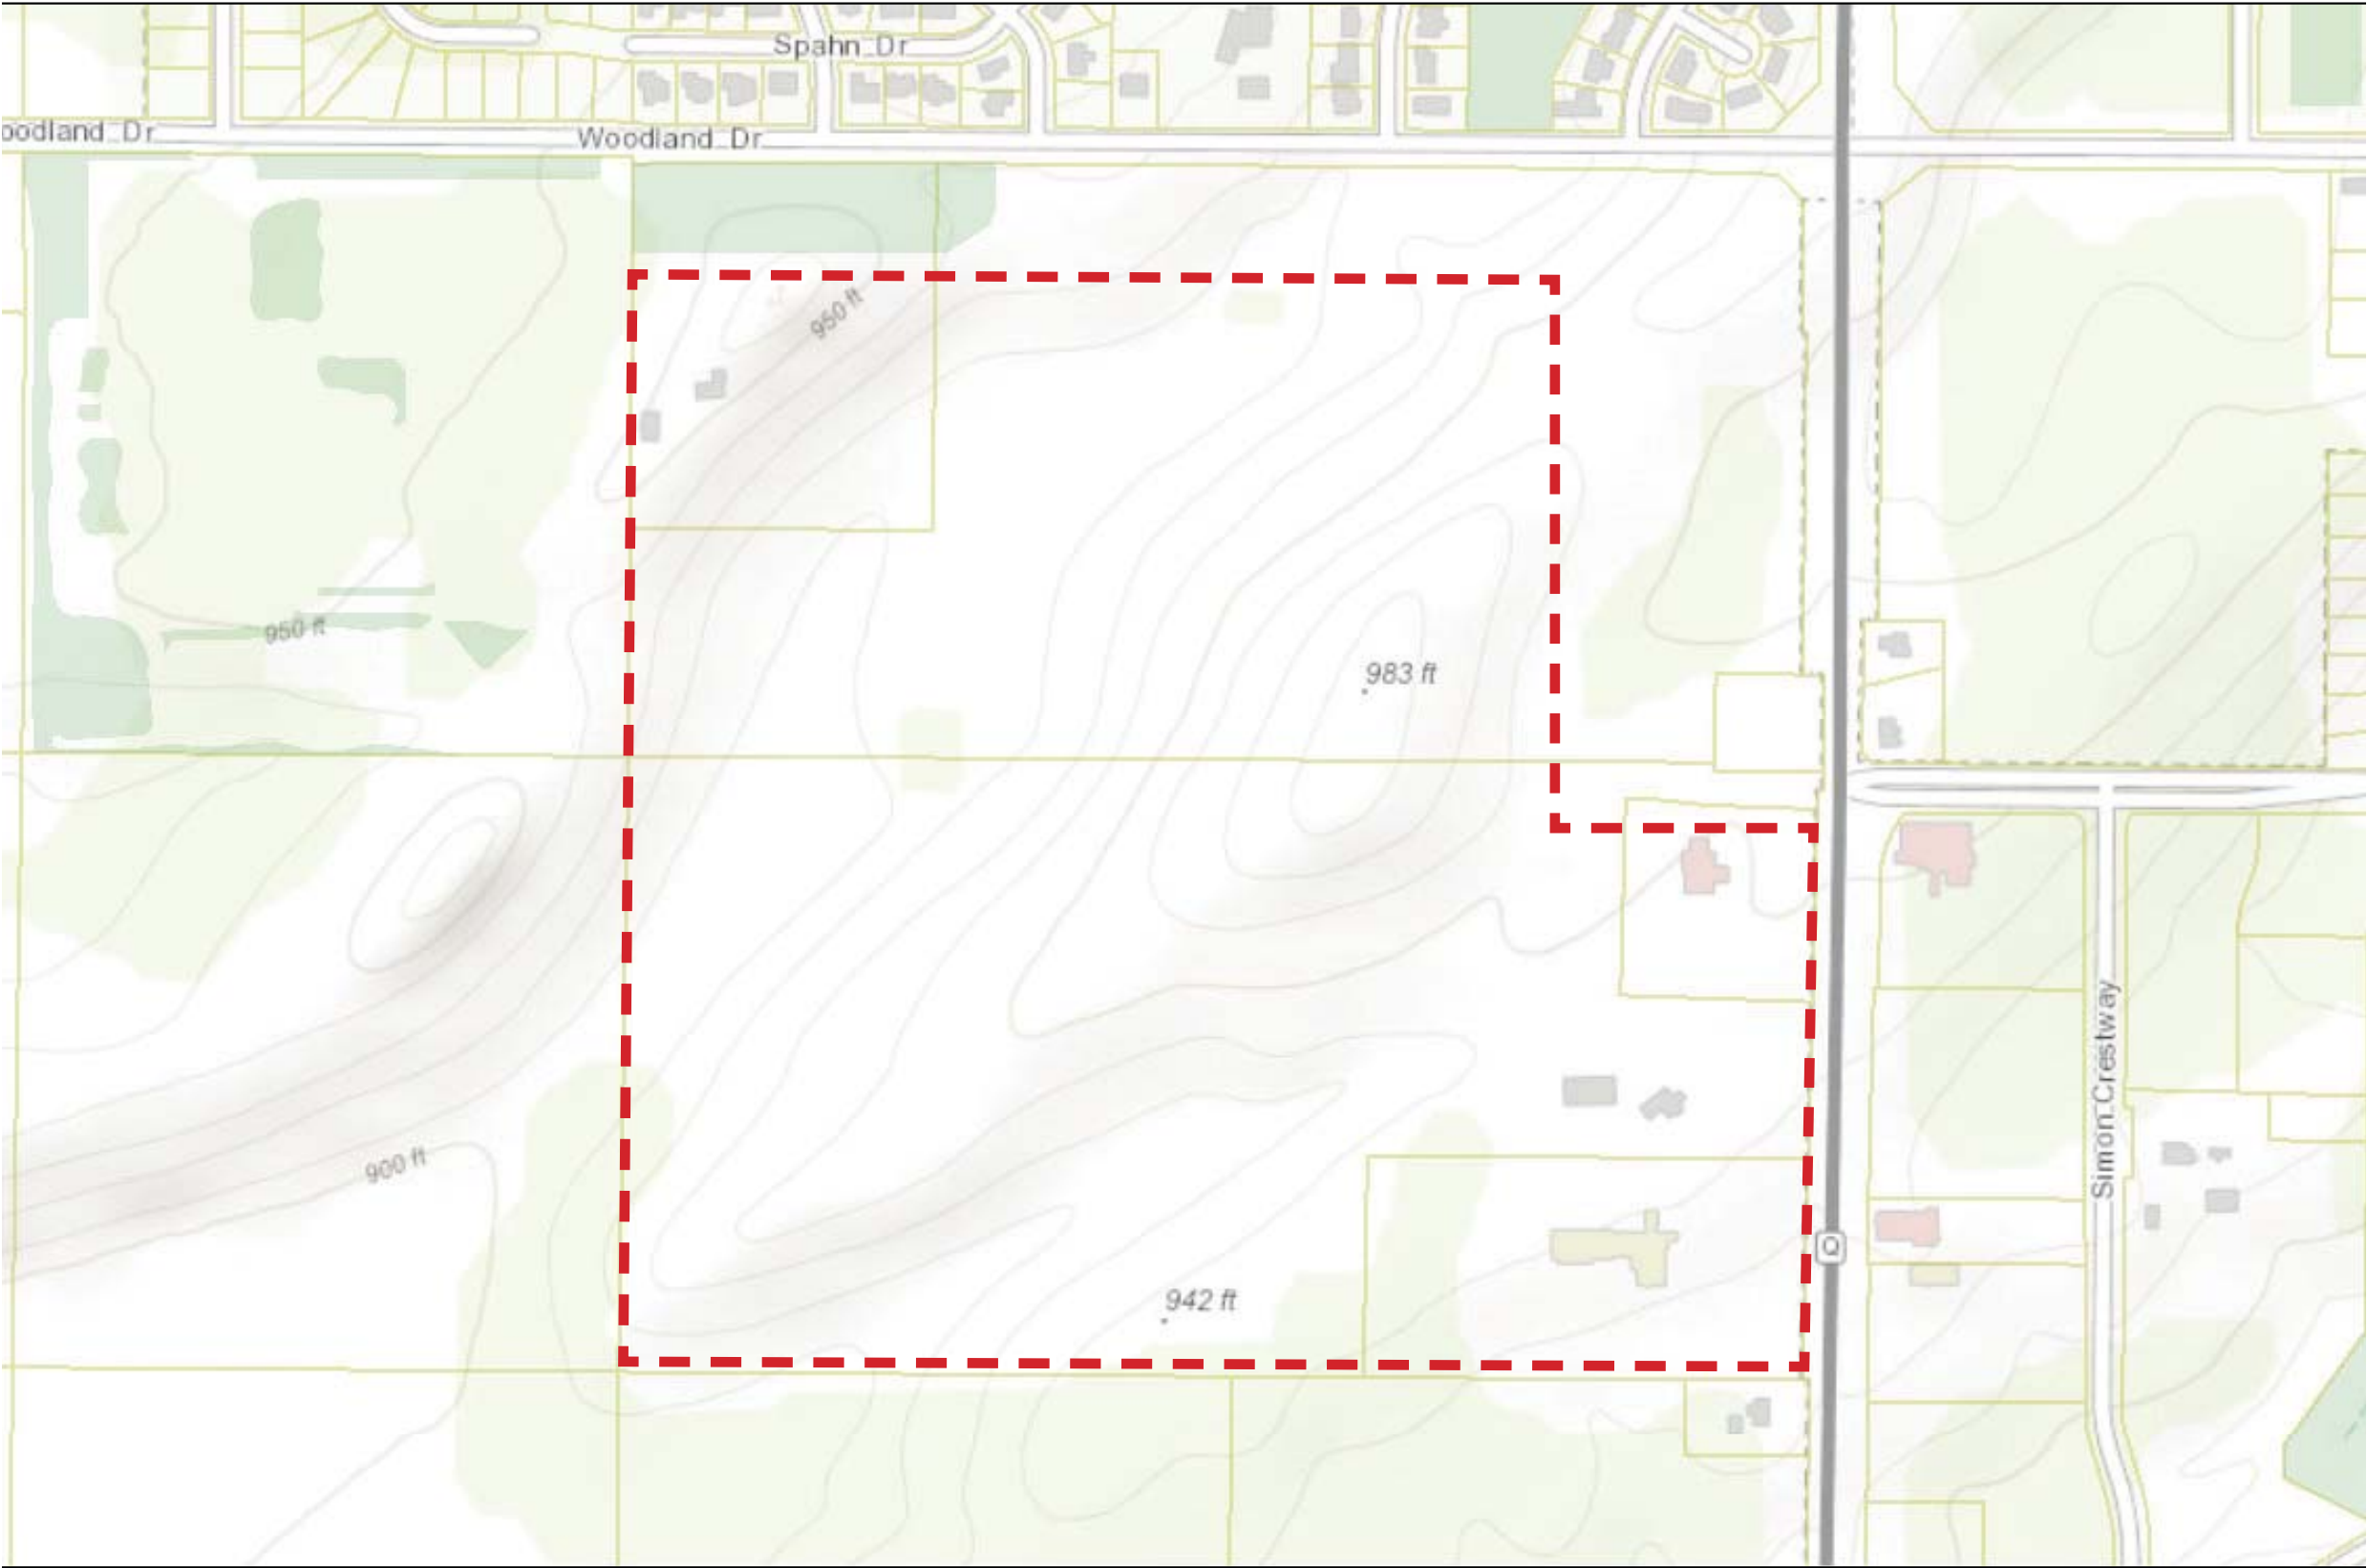 Spahn Dr
oodland Dr
Woodland Dr
950 ft
950 ft
983 ft
900 ft
Simon Crestway
Q
942 ft